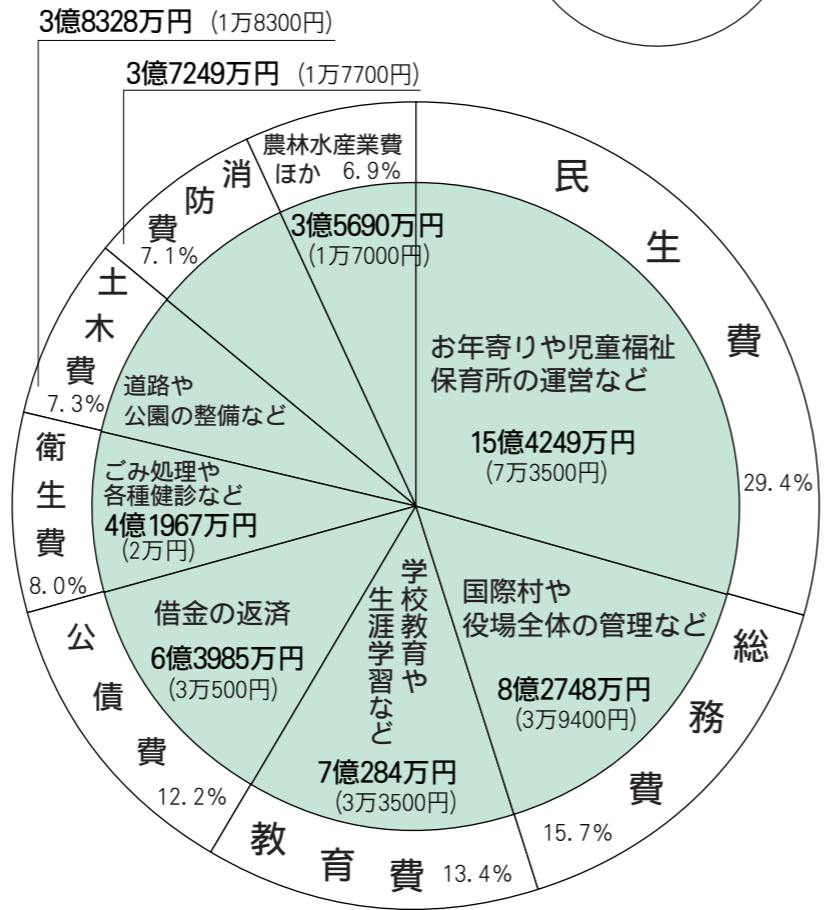 3億8328万円 (1万8300円)
3億7249万円 (1万7700円)
農林水産業費
ほか 6.9%
3億5690万円
(1万7000円)
民生費
29.4%
お年寄りや児童福祉
保育所の運営など
15億4249万円
(7万3500円)
総務費
15.7%
国際村や
役場全体の管理など
8億2748万円
(3万9400円)
教育費 13.4%
学校教育や
生涯学習など
7億284万円
(3万3500円)
公債費
12.2%
借金の返済
6億3985万円
(3万500円)
衛生費
8.0%
ごみ処理や
各種健診など
4億1967万円
(2万円)
土木費
7.3%
道路や
公園の整備など
消防費
7.1%